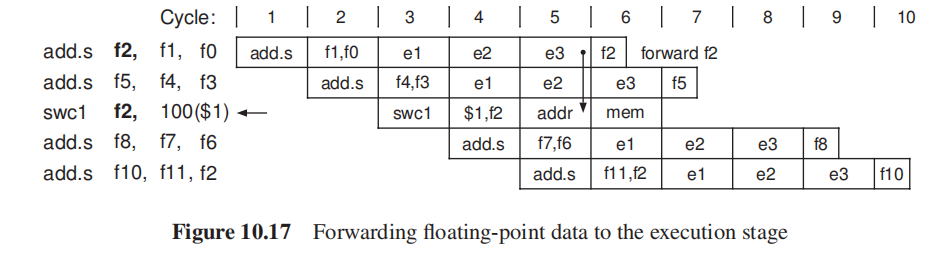 Cycle: 1 2 3 4 5 6 7 8 9 10
add.s f2, f1, f0 add.s f1,f0 e1 e2 e3 f2 forward f2
add.s f5, f4, f3 add.s f4,f3 e1 e2 e3 f5
swc1 f2, 100($1) swc1 $1,f2 addr mem
add.s f8, f7, f6 add.s f7,f6 e1 e2 e3 f8
add.s f10, f11, f2 add.s f11,f2 e1 e2 e3 f10
Figure 10.17 Forwarding floating-point data to the execution stage